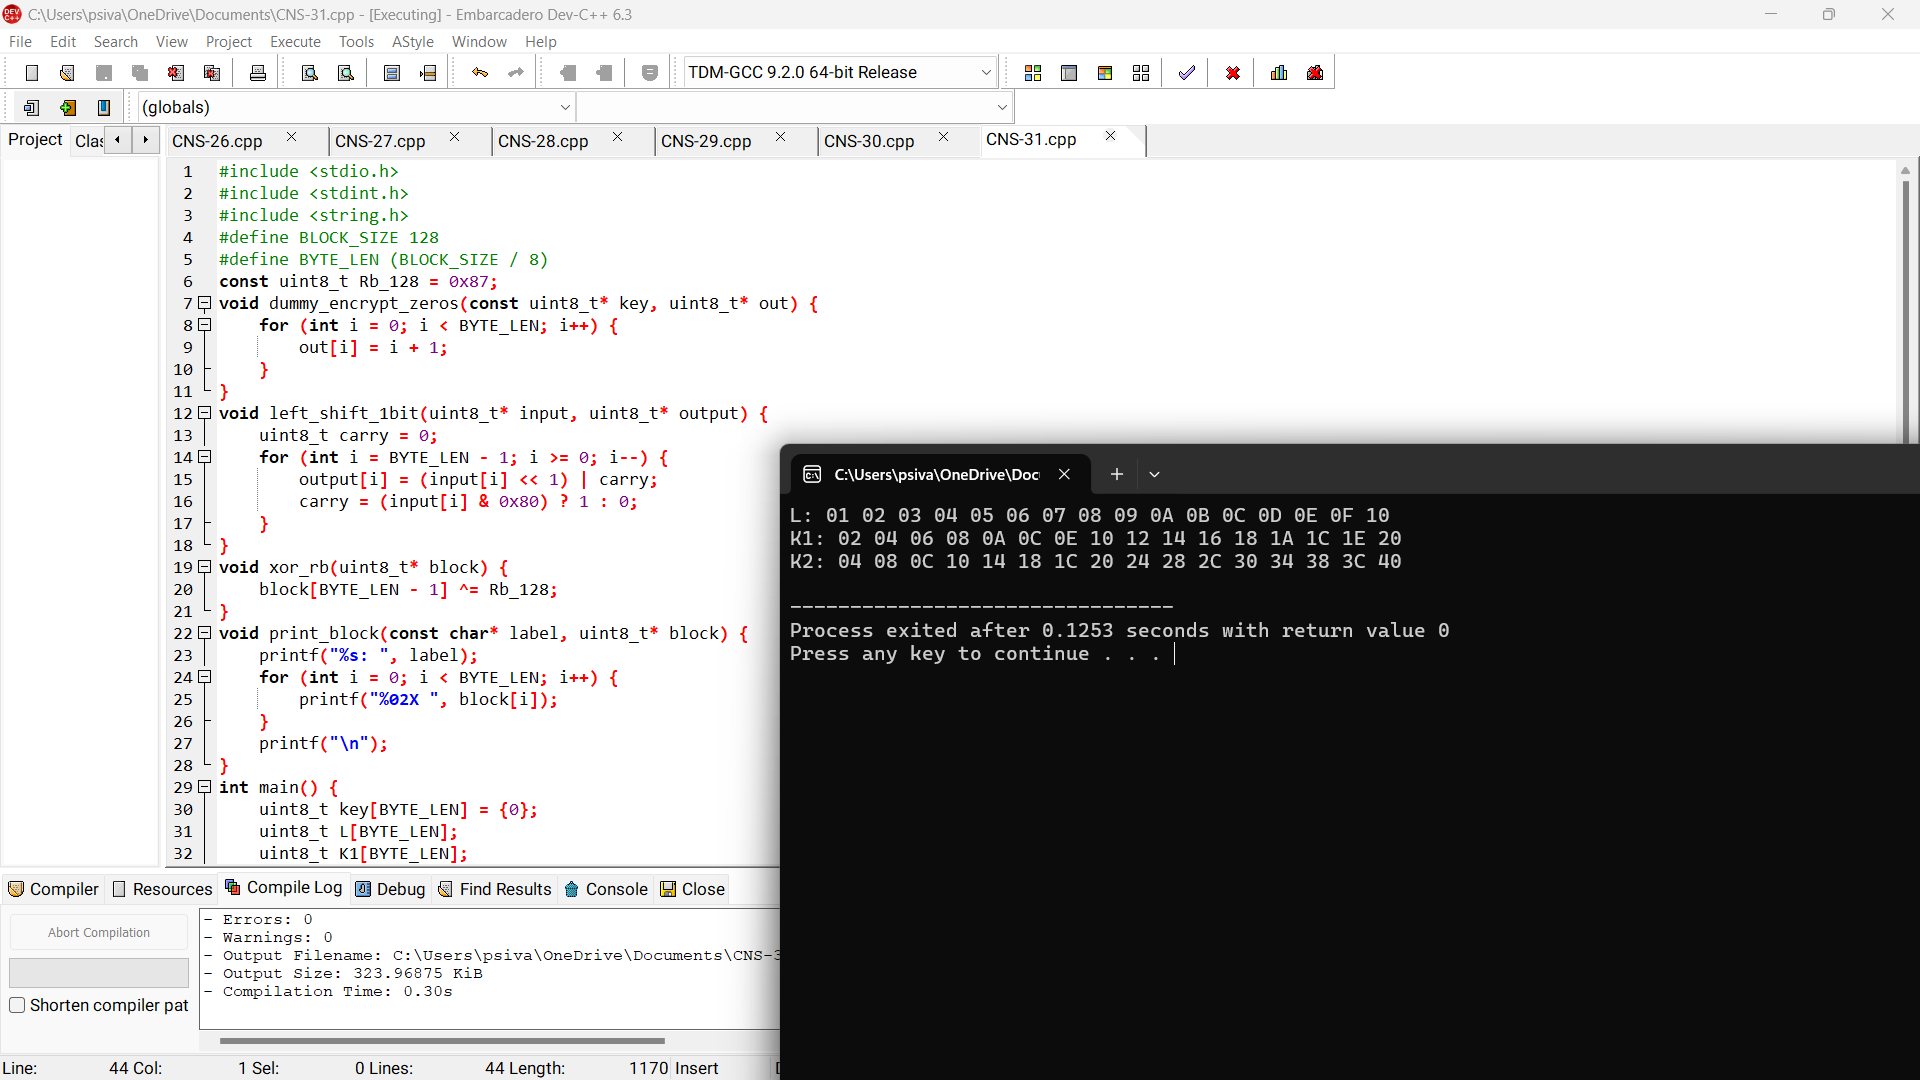 C:\Users\psiva\OneDrive\Documents\CNS-31.cpp - [Executing] - Embarcadero Dev-C++ 6.3
File Edit Search View Project Execute Tools AStyle Window Help
TDM-GCC 9.2.0 64-bit Release
(globals)
Project Clas CNS-26.cpp CNS-27.cpp CNS-28.cpp CNS-29.cpp CNS-30.cpp CNS-31.cpp
1 #include <stdio.h>
2 #include <stdint.h>
3 #include <string.h>
4 #define BLOCK_SIZE 128
5 #define BYTE_LEN (BLOCK_SIZE / 8)
6 const uint8_t Rb_128 = 0x87;
7 void dummy_encrypt_zeros(const uint8_t* key, uint8_t* out) {
8     for (int i = 0; i < BYTE_LEN; i++) {
9         out[i] = i + 1;
10     }
11 }
12 void left_shift_1bit(uint8_t* input, uint8_t* output) {
13     uint8_t carry = 0;
14     for (int i = BYTE_LEN - 1; i >= 0; i--) {
15         output[i] = (input[i] << 1) | carry;
16         carry = (input[i] & 0x80) ? 1 : 0;
17     }
18 }
19 void xor_rb(uint8_t* block) {
20     block[BYTE_LEN - 1] ^= Rb_128;
21 }
22 void print_block(const char* label, uint8_t* block) {
23     printf("%s: ", label);
24     for (int i = 0; i < BYTE_LEN; i++) {
25         printf("%02X ", block[i]);
26     }
27     printf("\n");
28 }
29 int main() {
30     uint8_t key[BYTE_LEN] = {0};
31     uint8_t L[BYTE_LEN];
32     uint8_t K1[BYTE_LEN];
C:\Users\psiva\OneDrive\Doc
L: 01 02 03 04 05 06 07 08 09 0A 0B 0C 0D 0E 0F 10
K1: 02 04 06 08 0A 0C 0E 10 12 14 16 18 1A 1C 1E 20
K2: 04 08 0C 10 14 18 1C 20 24 28 2C 30 34 38 3C 40
--------------------------------
Process exited after 0.1253 seconds with return value 0
Press any key to continue . . .
Compiler Resources Compile Log Debug Find Results Console Close
Abort Compilation
Shorten compiler pat
- Errors: 0
- Warnings: 0
- Output Filename: C:\Users\psiva\OneDrive\Documents\CNS-3
- Output Size: 323.96875 KiB
- Compilation Time: 0.30s
Line: 44 Col: 1 Sel: 0 Lines: 44 Length: 1170 Insert